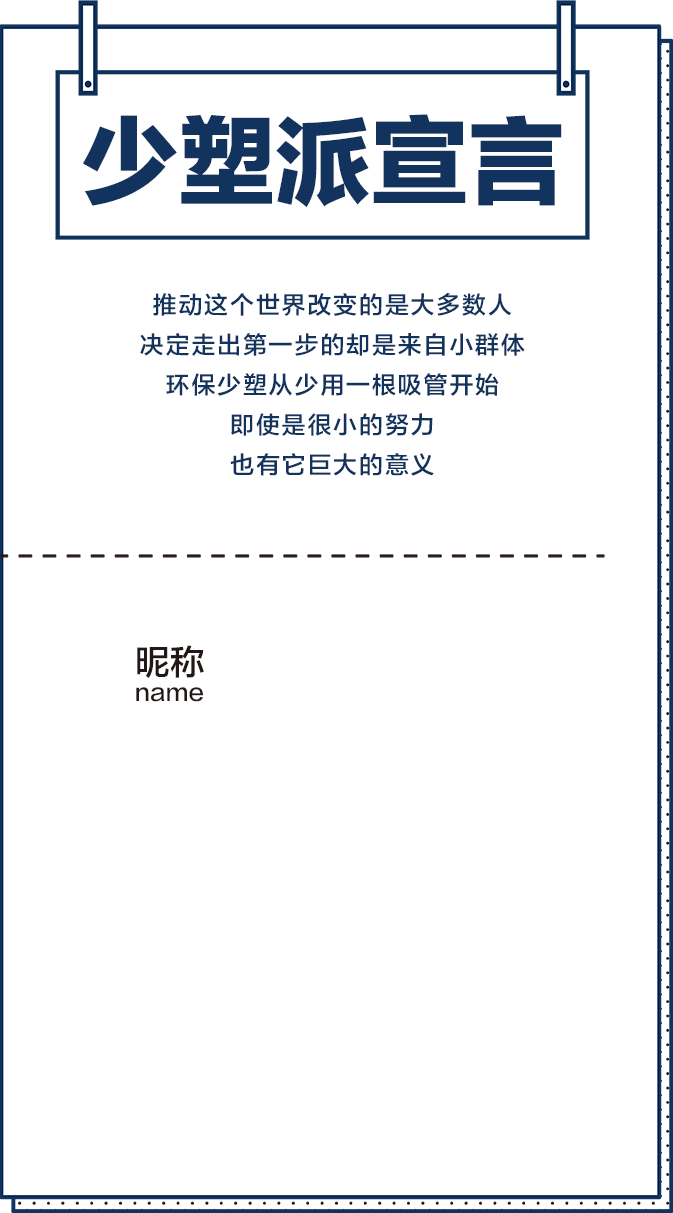 少塑派宣言
推动这个世界改变的是大多数人
决定走出第一步的却是来自小群体
环保少塑从少用一根吸管开始
即使是很小的努力
也有它巨大的意义
昵称
name